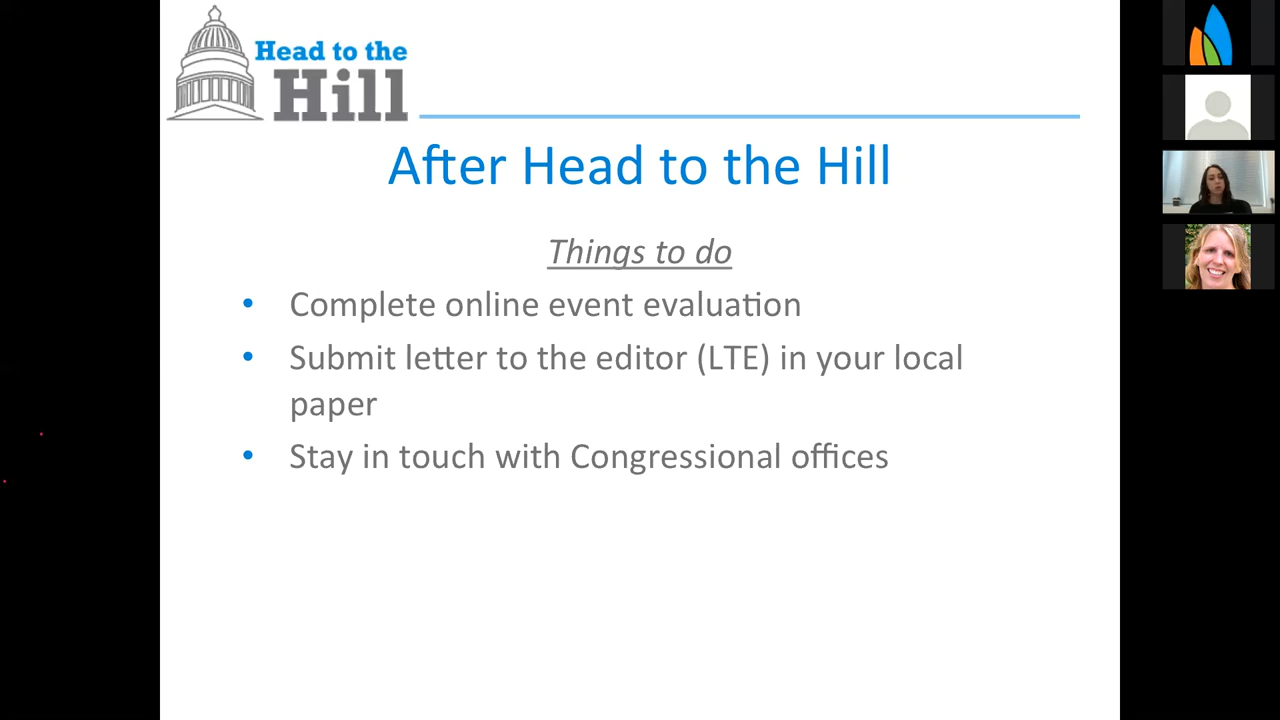 Head to the
Hill
After Head to the Hill
Things to do
• Complete online event evaluation
• Submit letter to the editor (LTE) in your local
paper
• Stay in touch with Congressional offices